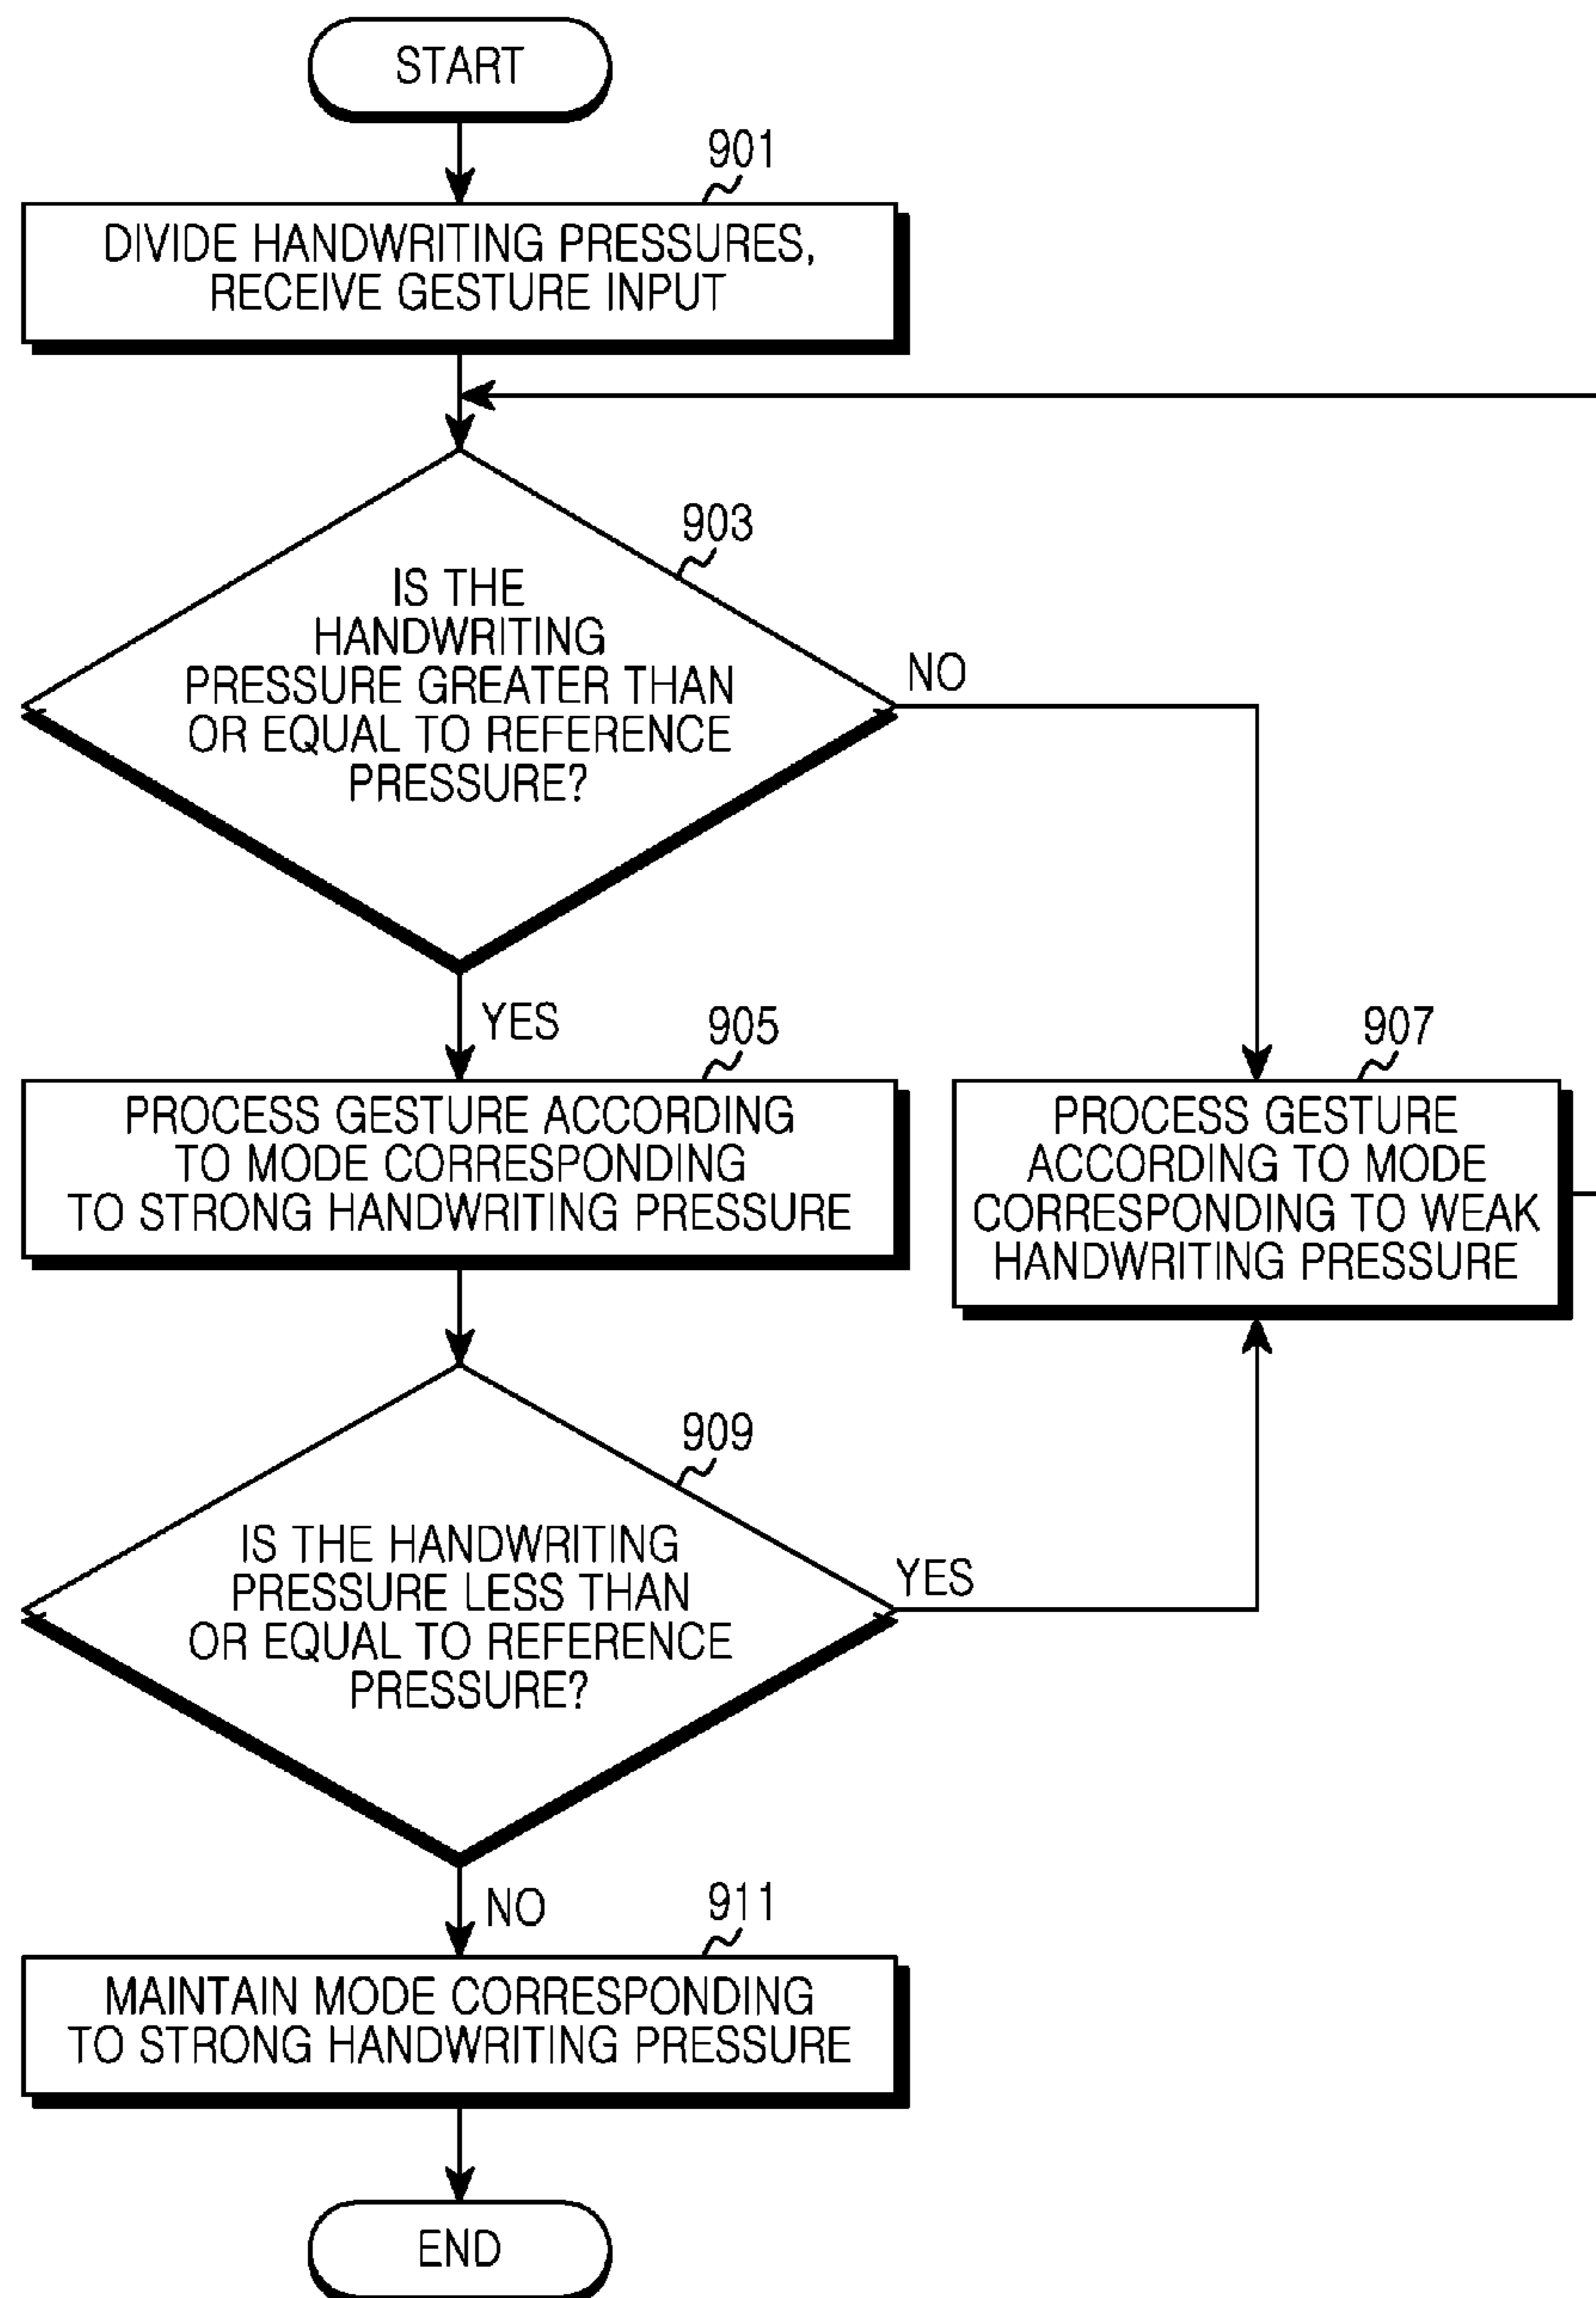 START
901
DIVIDE HANDWRITING PRESSURES,
RECEIVE GESTURE INPUT
903
IS THE
HANDWRITING
PRESSURE GREATER THAN
OR EQUAL TO REFERENCE
PRESSURE?
NO
YES
905
PROCESS GESTURE ACCORDING
TO MODE CORRESPONDING
TO STRONG HANDWRITING PRESSURE
907
PROCESS GESTURE
ACCORDING TO MODE
CORRESPONDING TO WEAK
HANDWRITING PRESSURE
909
IS THE HANDWRITING
PRESSURE LESS THAN
OR EQUAL TO REFERENCE
PRESSURE?
YES
NO
911
MAINTAIN MODE CORRESPONDING
TO STRONG HANDWRITING PRESSURE
END